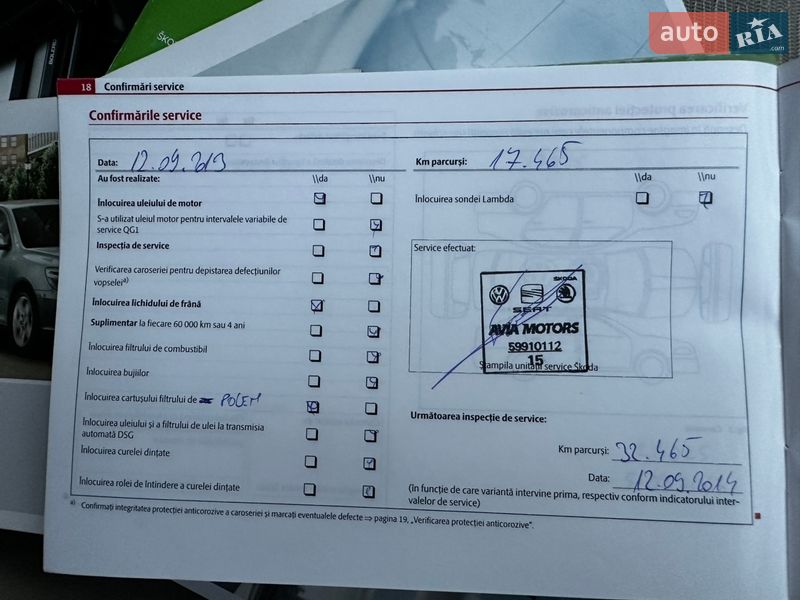 auto RIA .com
ŠKO
18 Confirmări service
Confirmările service
Data: 12.09.2013
Km parcurşi: 17.465
Au fost realizate: \\da \\nu
\\da \\nu
Înlocuirea uleiului de motor
Înlocuirea sondei Lambda
S-a utilizat uleiul motor pentru intervalele variabile de
service QG1
Inspecţia de service
Service efectuat:
Verificarea caroseriei pentru depistarea defecţiunilor
vopselei a)
ŠKODA
SEAT
Înlocuirea lichidului de frână
Suplimentar la fiecare 60 000 km sau 4 ani
AVIA MOTORS
59910112
15
Ştampila unităţii service Škoda
Înlocuirea filtrului de combustibil
Înlocuirea bujiilor
Înlocuirea cartuşului filtrului de POLEM
Următoarea inspecţie de service:
Înlocuirea uleiului şi a filtrului de ulei la transmisia
automată DSG
Km parcurşi: 32.465
Înlocuirea curelei dinţate
Data: 12.09.2014
Înlocuirea rolei de întindere a curelei dinţate
(în funcţie de care variantă intervine prima, respectiv conform indicatorului inter-
valelor de service)
a) Confirmaţi integritatea protecţiei anticorozive a caroseriei şi marcaţi eventualele defecte ⇒ pagina 19, „Verificarea protecţiei anticorozive".